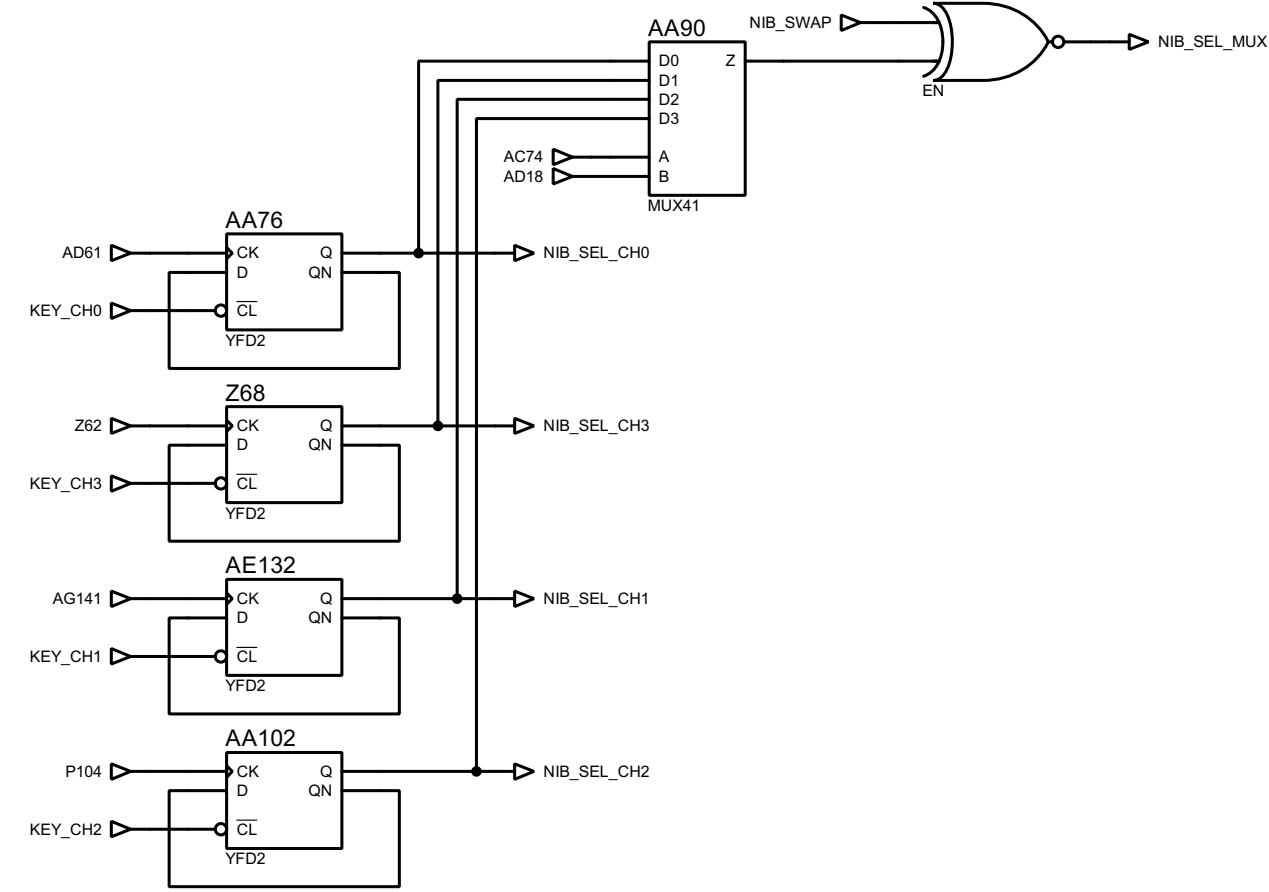 NIB_SWAP
NIB_SEL_MUX
EN
AA90
D0 Z
D1
D2
D3
AC74 A
AD18 B
MUX41
AA76
AD61 CK Q NIB_SEL_CH0
D QN
KEY_CH0 CL
YFD2
Z68
Z62 CK Q NIB_SEL_CH3
D QN
KEY_CH3 CL
YFD2
AE132
AG141 CK Q NIB_SEL_CH1
D QN
KEY_CH1 CL
YFD2
AA102
P104 CK Q NIB_SEL_CH2
D QN
KEY_CH2 CL
YFD2